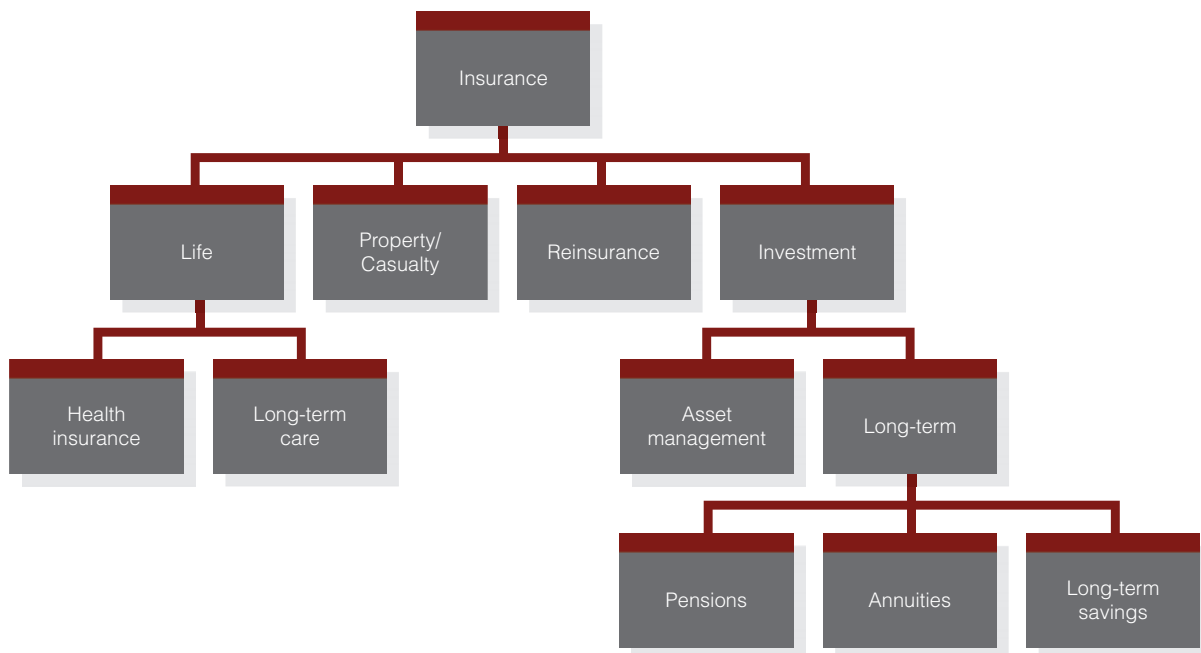 Insurance
Life
Property/
Casualty
Reinsurance
Investment
Health
insurance
Long-term
care
Asset
management
Long-term
Pensions
Annuities
Long-term
savings